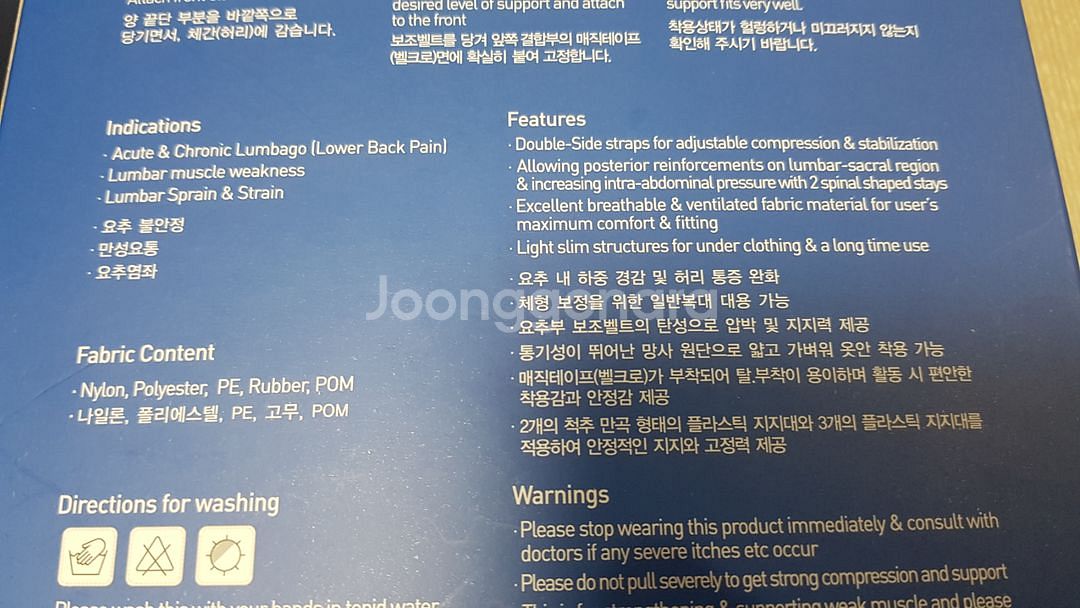 양 끝단 부분을 바깥쪽으로
당기면서, 체간(허리)에 감습니다.
desired level of support and attach
to the front
보조벨트를 당겨 앞쪽 결합부의 매직테이프
(벨크로)면에 확실히 붙여 고정합니다.
support fits very well.
착용상태가 헐렁하거나 미끄러지지 않는지
확인해 주시기 바랍니다.
Indications
· Acute & Chronic Lumbago (Lower Back Pain)
· Lumbar muscle weakness
· Lumbar Sprain & Strain
· 요추 불안정
· 만성요통
· 요추염좌
Fabric Content
· Nylon, Polyester, PE, Rubber, POM
· 나일론, 폴리에스텔, PE, 고무, POM
Directions for washing
Please wash this with your hands in tepid water
Features
· Double-Side straps for adjustable compression & stabilization
· Allowing posterior reinforcements on lumbar-sacral region
& increasing intra-abdominal pressure with 2 spinal shaped stays
· Excellent breathable & ventilated fabric material for user's
maximum comfort & fitting
· Light slim structures for under clothing & a long time use
· 요추 내 하중 경감 및 허리 통증 완화
· 체형 보정을 위한 일반복대 대용 가능
· 요추부 보조벨트의 탄성으로 압박 및 지지력 제공
· 통기성이 뛰어난 망사 원단으로 얇고 가벼워 옷안 착용 가능
· 매직테이프(벨크로)가 부착되어 탈.부착이 용이하며 활동 시 편안한
착용감과 안정감 제공
· 2개의 척추 만곡 형태의 플라스틱 지지대와 3개의 플라스틱 지지대를
적용하여 안정적인 지지와 고정력 제공
Warnings
· Please stop wearing this product immediately & consult with
doctors if any severe itches etc occur
· Please do not pull severely to get strong compression and support
· This is for strengthening & supporting weak muscle and please
Joonggonara